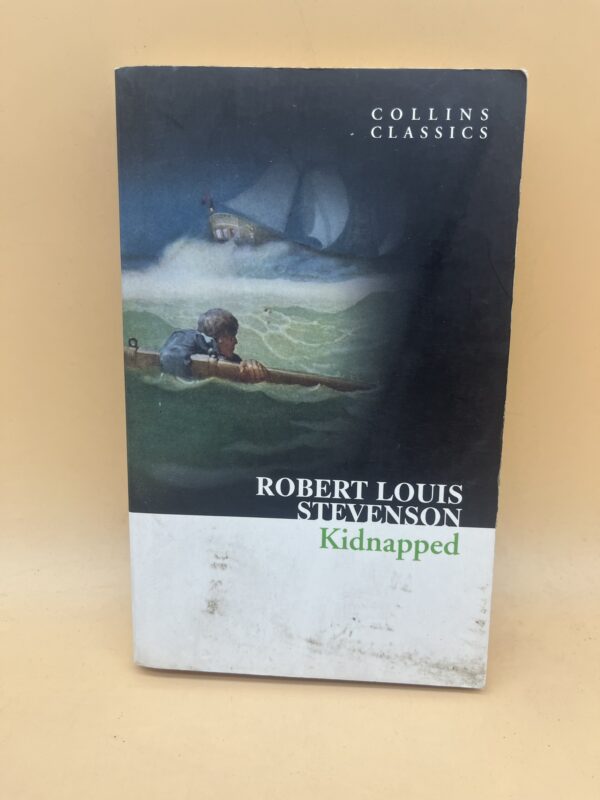 COLLINS
CLASSICS
ROBERT LOUIS
STEVENSON
Kidnapped